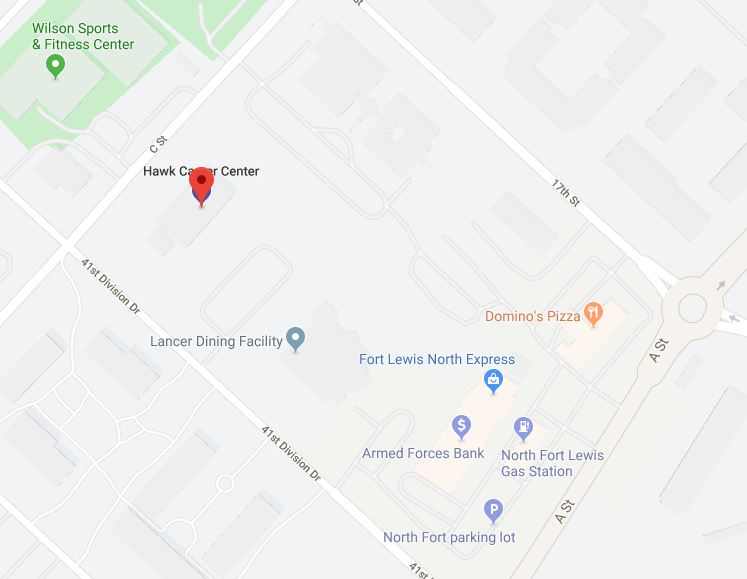 St
Wilson Sports
& Fitness Center
C St
Hawk Career Center
17th St
41st Division Dr
Domino's Pizza
Lancer Dining Facility
A St
Fort Lewis North Express
41st Division Dr
Armed Forces Bank
North Fort Lewis
Gas Station
A St
North Fort parking lot
41st